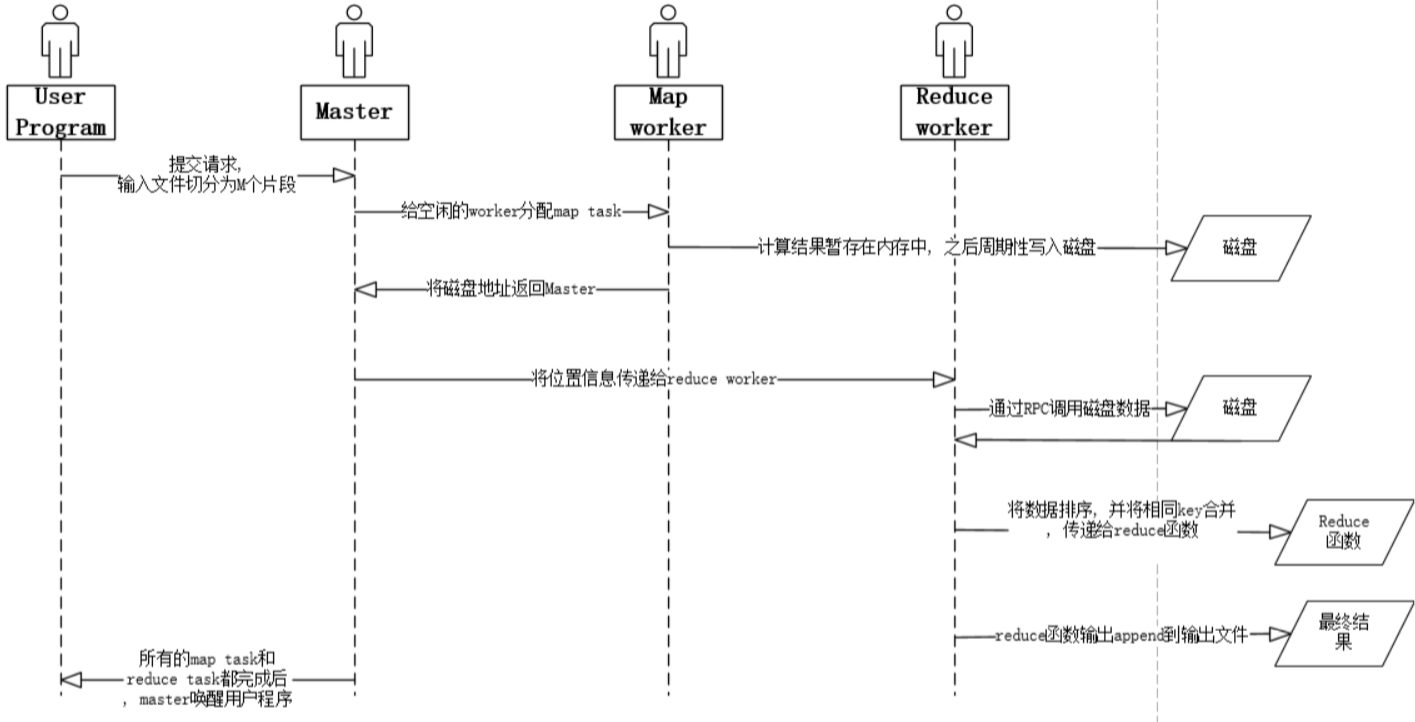 User
Program
Master
Map
worker
Reduce
worker
提交请求,
输入文件切分为M个片段
给空闲的worker分配map task
计算结果暂存在内存中，之后周期性写入磁盘
磁盘
将磁盘地址返回Master
将位置信息传递给reduce worker
通过RPC调用磁盘数据
磁盘
将数据排序，并将相同key合并
，传递给reduce函数
Reduce
函数
reduce函数输出append到输出文件
最终结
果
所有的map task和
reduce task都完成后
，master唤醒用户程序